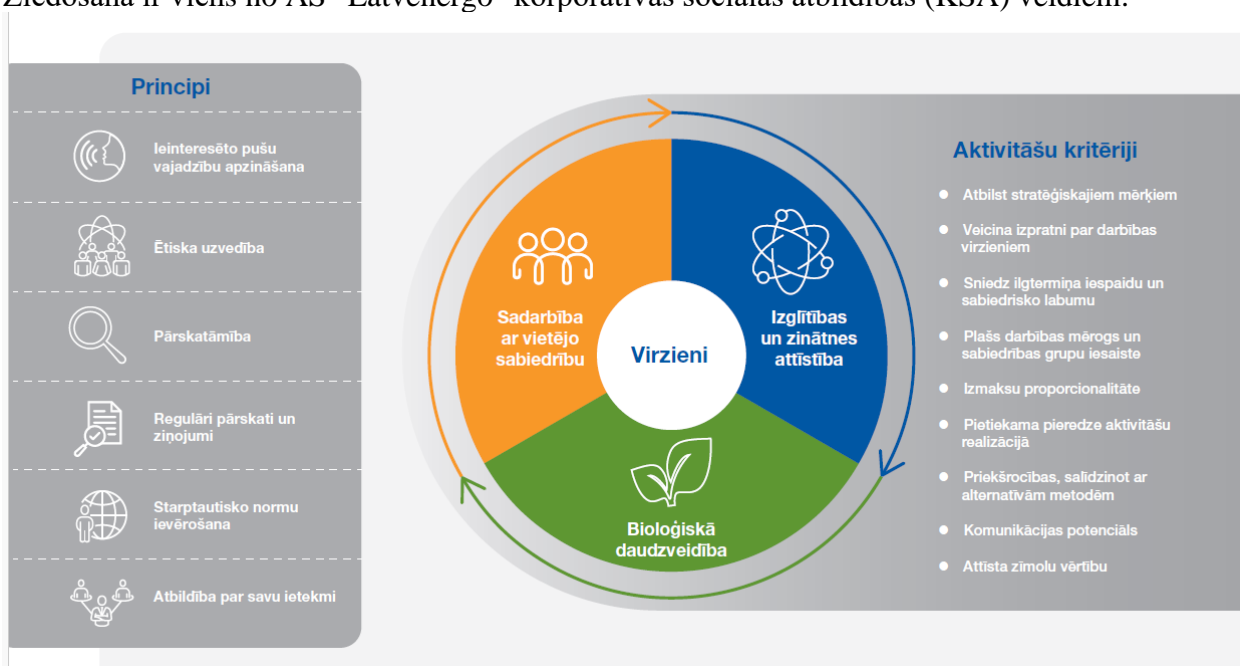 Ziedošana ir viens no AS "Latvenergo" korporatīvās sociālās atbildības (KSA) veidiem.
Principi
Ieinteresēto pušu
vajadzību apzināšana
Ētiska uzvedība
Pārskatāmība
Regulāri pārskati un
ziņojumi
Starptautisko normu
ievērošana
Atbildība par savu ietekmi
Sadarbība
ar vietējo
sabiedrību
Virzieni
Izglītības
un zinātnes
attīstība
Bioloģiskā
daudzveidība
Aktivitāšu kritēriji
Atbilst stratēģiskajiem mērķiem
Veicina izpratni par darbības
virzieniem
Sniedz ilgtermiņa iespaidu un
sabiedrisko labumu
Plašs darbības mērogs un
sabiedrības grupu iesaiste
Izmaksu proporcionalitāte
Pietiekama pieredze aktivitāšu
realizācijā
Priekšrocības, salīdzinot ar
alternatīvām metodēm
Komunikācijas potenciāls
Attīsta zīmolu vērtību